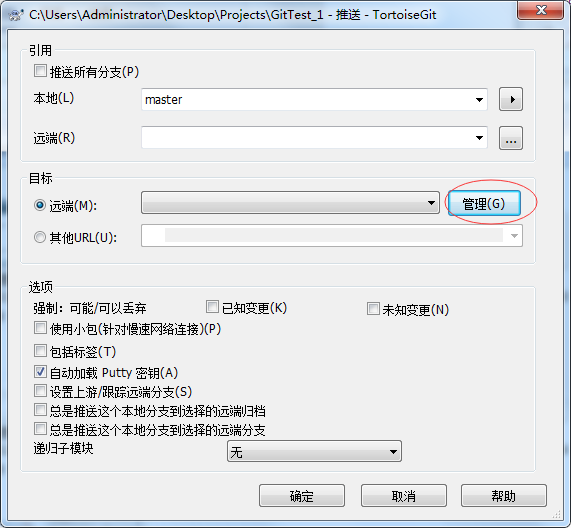 C:\Users\Administrator\Desktop\Projects\GitTest_1 - 推送 - TortoiseGit
引用
推送所有分支(P)
本地(L) master
远端(R) ...
目标
远端(M): 管理(G)
其他URL(U):
选项
强制：可能/可以丢弃 已知变更(K) 未知变更(N)
使用小包(针对慢速网络连接)(P)
包括标签(T)
自动加载 Putty 密钥(A)
设置上游/跟踪远端分支(S)
总是推送这个本地分支到选择的远端归档
总是推送这个本地分支到选择的远端分支
递归子模块 无
确定 取消 帮助